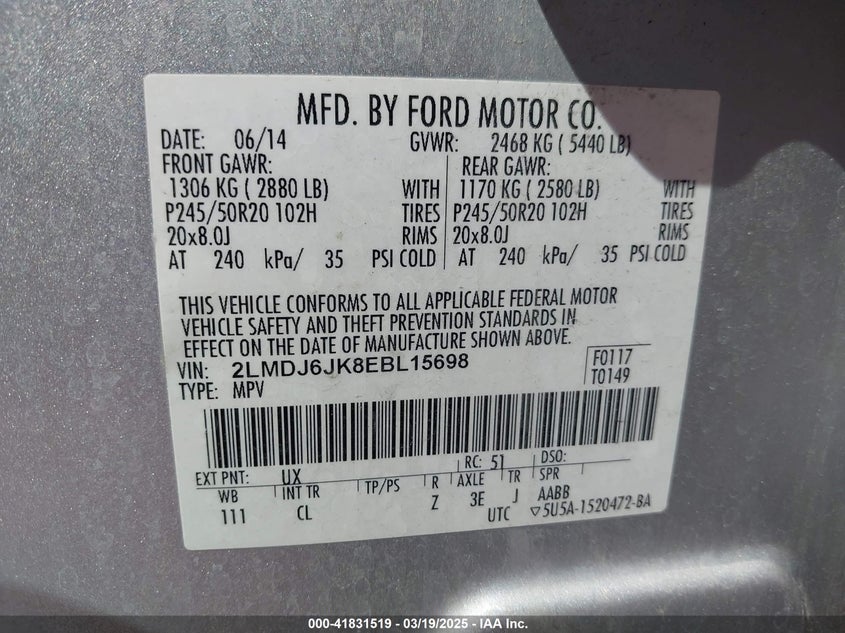 MFD. BY FORD MOTOR CO.
DATE: 06/14 GVWR: 2468 KG ( 5440 LB)
FRONT GAWR: REAR GAWR:
1306 KG ( 2880 LB) WITH 1170 KG ( 2580 LB) WITH
P245/50R20 102H TIRES P245/50R20 102H TIRES
20x8.0J RIMS 20x8.0J RIMS
AT 240 kPa/ 35 PSI COLD AT 240 kPa/ 35 PSI COLD
THIS VEHICLE CONFORMS TO ALL APPLICABLE FEDERAL MOTOR
VEHICLE SAFETY AND THEFT PREVENTION STANDARDS IN
EFFECT ON THE DATE OF MANUFACTURE SHOWN ABOVE.
VIN: 2LMDJ6JK8EBL15698 F0117
TYPE: MPV T0149
EXT PNT: UX RC: 51 DSO:
WB INT TR TP/PS R AXLE TR SPR
111 CL Z 3E J AABB
UTC ▽5U5A-1520472-BA
000-41831519 / 03/19/2025 — IAA Inc.